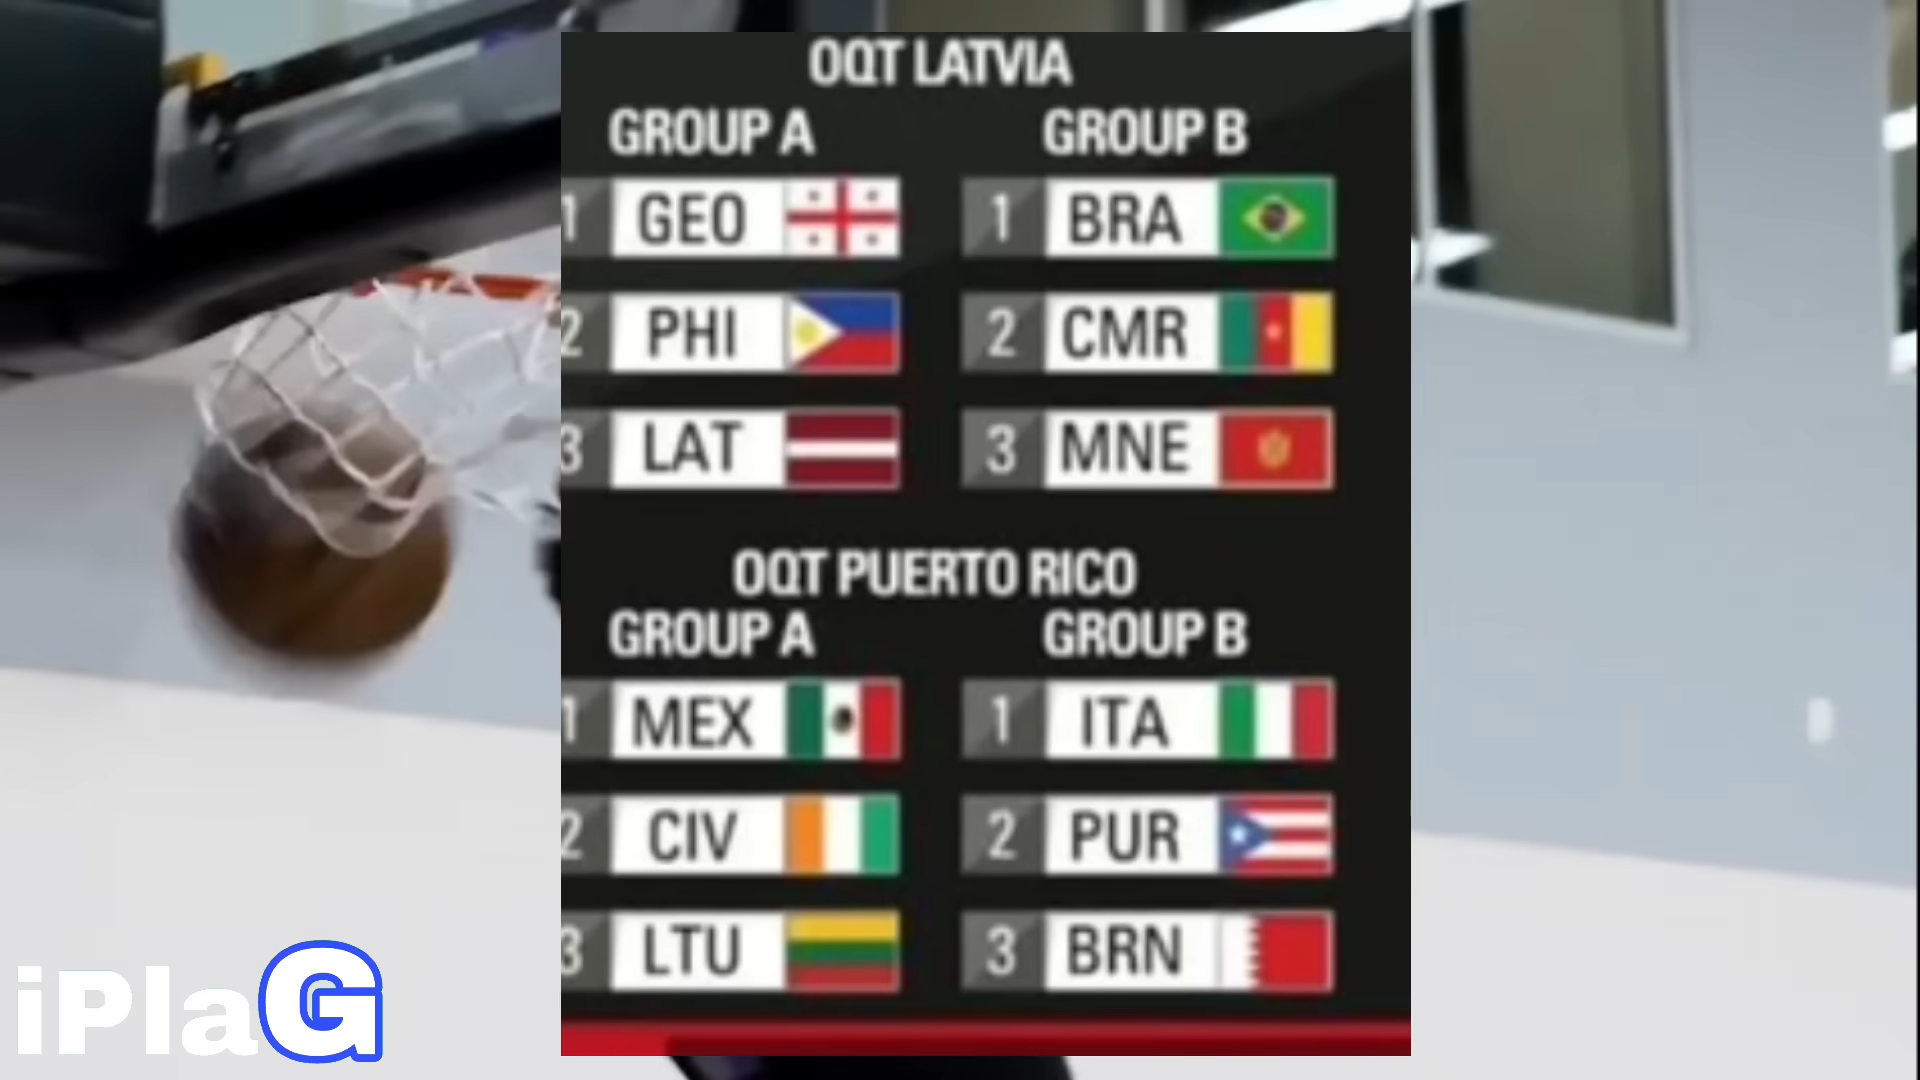 OQT LATVIA
GROUP A
GROUP B
1 GEO
1 BRA
2 PHI
2 CMR
3 LAT
3 MNE
OQT PUERTO RICO
GROUP A
GROUP B
1 MEX
1 ITA
2 CIV
2 PUR
3 LTU
3 BRN
iPlaG